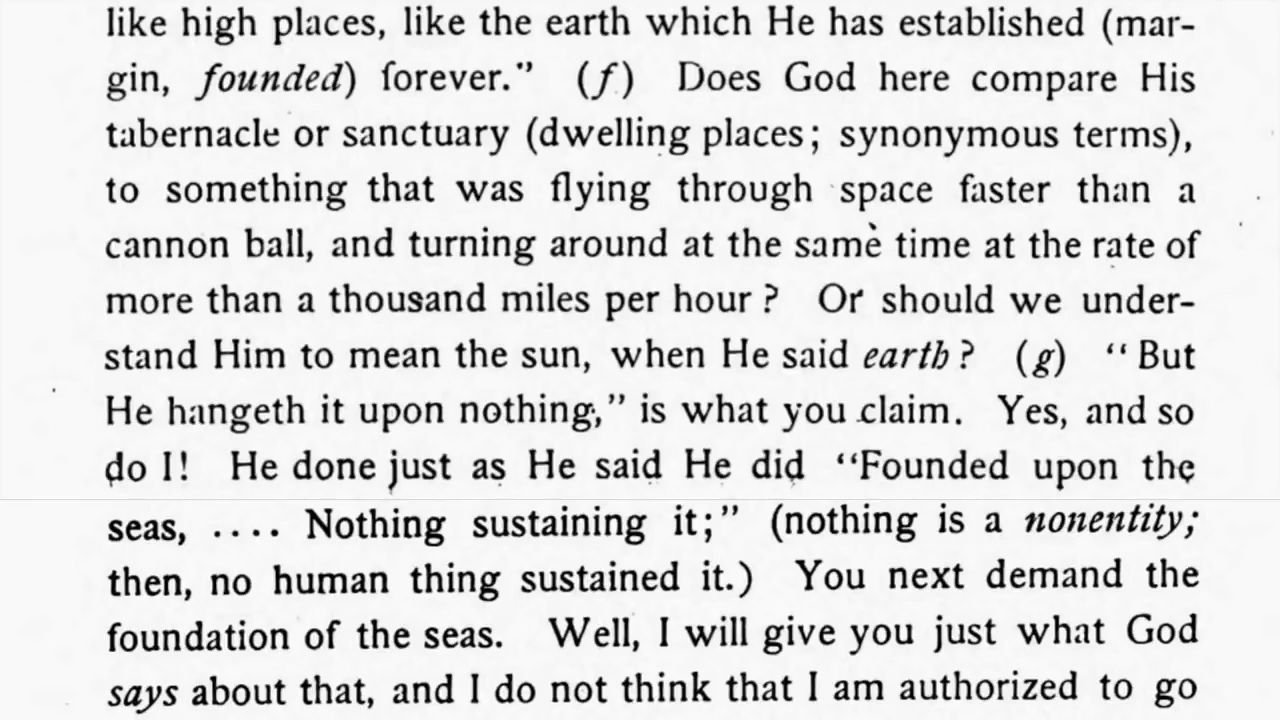 like high places, like the earth which He has established (mar-
gin, founded) forever." (f) Does God here compare His
tabernacle or sanctuary (dwelling places; synonymous terms),
to something that was flying through space faster than a
cannon ball, and turning around at the same time at the rate of
more than a thousand miles per hour? Or should we under-
stand Him to mean the sun, when He said earth? (g) "But
He hangeth it upon nothing," is what you claim. Yes, and so
do I! He done just as He said He did "Founded upon the
seas, .... Nothing sustaining it;" (nothing is a nonentity;
then, no human thing sustained it.) You next demand the
foundation of the seas. Well, I will give you just what God
says about that, and I do not think that I am authorized to go